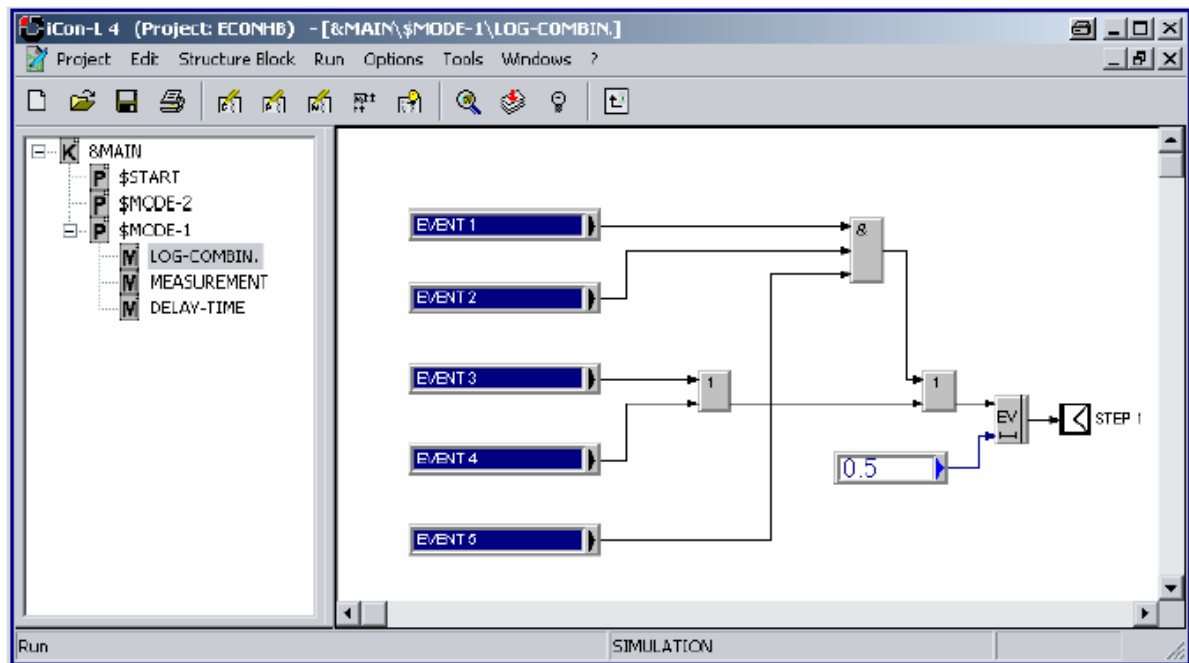 iCon-L 4 (Project: ECONHB) - [&MAIN\$MODE-1\LOG-COMBIN.]
Project Edit Structure Block Run Options Tools Windows ?
&MAIN
$START
$MODE-2
$MODE-1
LOG-COMBIN.
MEASUREMENT
DELAY-TIME
EVENT 1
&
EVENT 2
EVENT 3
1
1
EV
STEP 1
EVENT 4
0.5
EVENT 5
Run SIMULATION